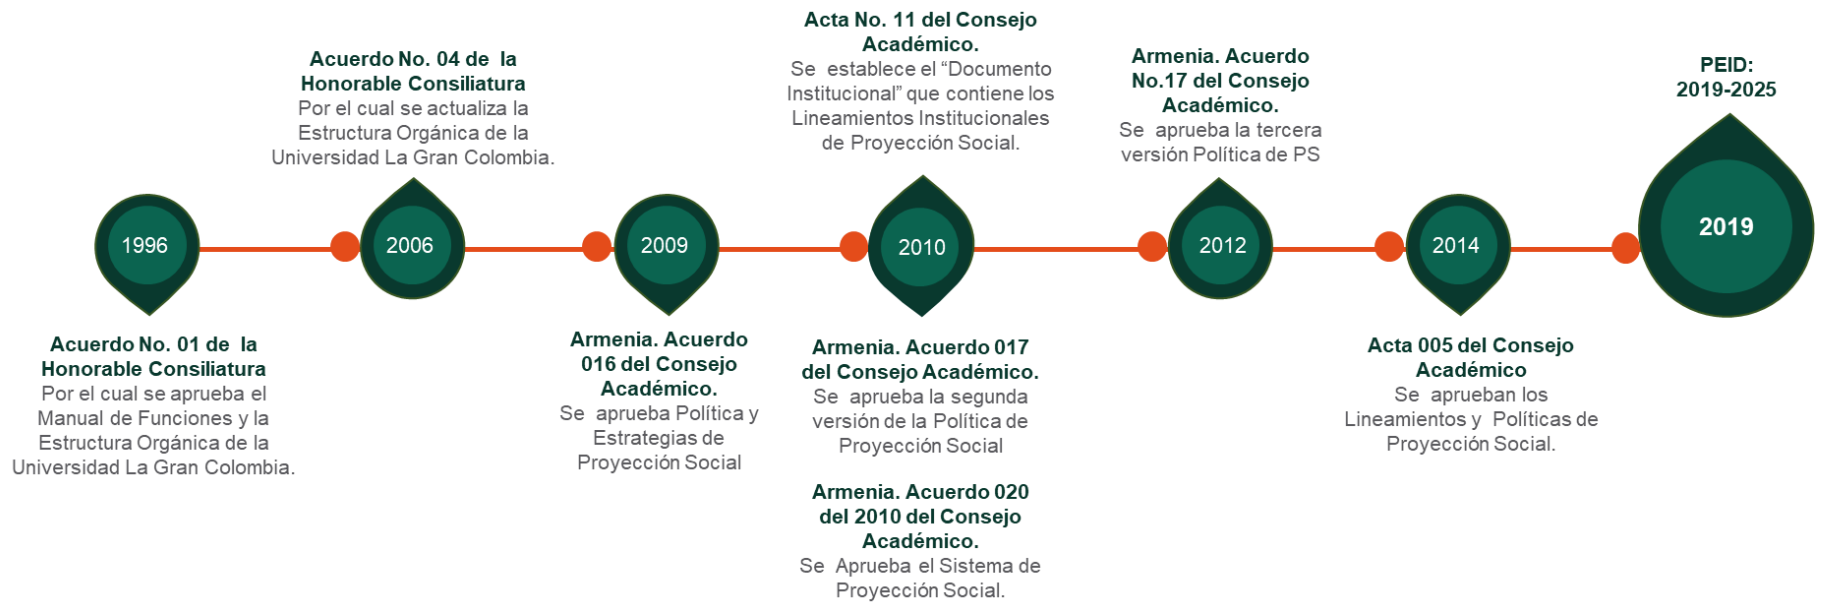 1996
Acuerdo No. 01 de la
Honorable Consiliatura
Por el cual se aprueba el
Manual de Funciones y la
Estructura Orgánica de la
Universidad La Gran Colombia.
Acuerdo No. 04 de la
Honorable Consiliatura
Por el cual se actualiza la
Estructura Orgánica de la
Universidad La Gran Colombia.
2006
2009
Armenia. Acuerdo
016 del Consejo
Académico.
Se aprueba Política y
Estrategias de
Proyección Social
Acta No. 11 del Consejo
Académico.
Se establece el “Documento
Institucional” que contiene los
Lineamientos Institucionales
de Proyección Social.
2010
Armenia. Acuerdo 017
del Consejo Académico.
Se aprueba la segunda
versión de la Política de
Proyección Social
Armenia. Acuerdo 020
del 2010 del Consejo
Académico.
Se Aprueba el Sistema de
Proyección Social.
Armenia. Acuerdo
No.17 del Consejo
Académico.
Se aprueba la tercera
versión Política de PS
2012
2014
Acta 005 del Consejo
Académico
Se aprueban los
Lineamientos y Políticas de
Proyección Social.
PEID:
2019-2025
2019